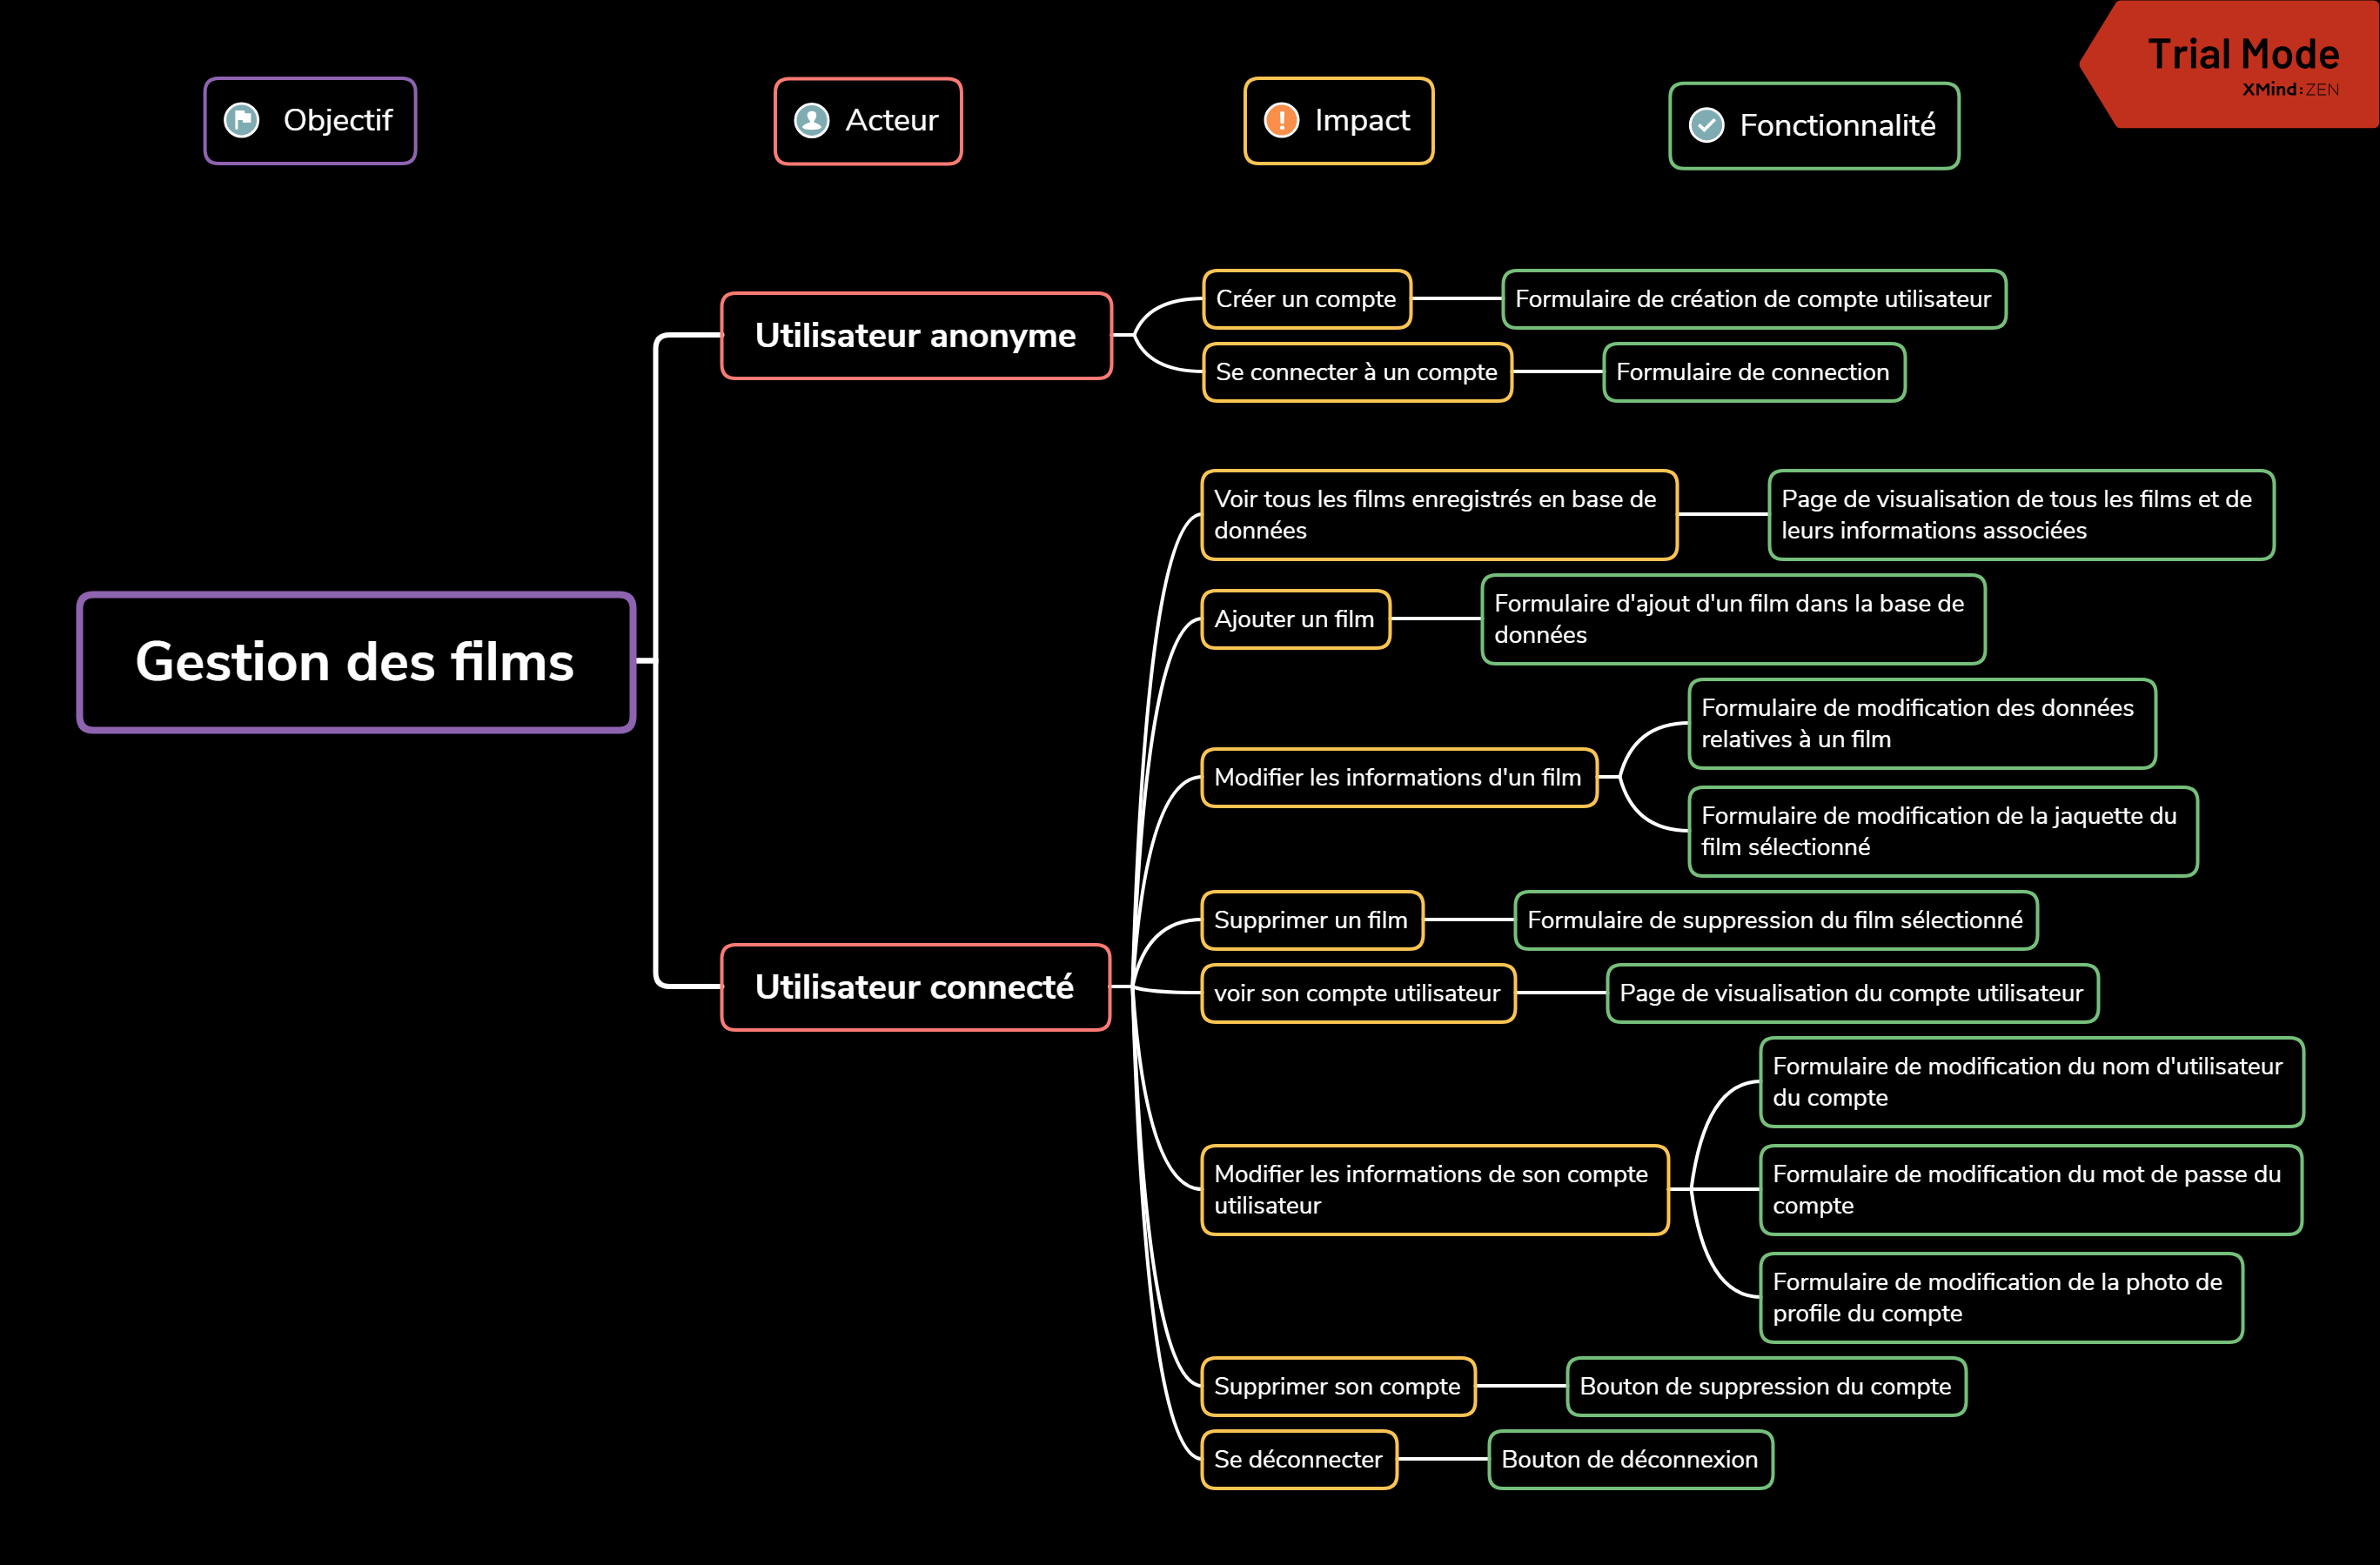 Trial Mode
XMind:ZEN
Objectif
Acteur
Impact
Fonctionnalité
Gestion des films
Utilisateur anonyme
Créer un compte
Formulaire de création de compte utilisateur
Se connecter à un compte
Formulaire de connection
Utilisateur connecté
Voir tous les films enregistrés en base de
données
Page de visualisation de tous les films et de
leurs informations associées
Ajouter un film
Formulaire d'ajout d'un film dans la base de
données
Modifier les informations d'un film
Formulaire de modification des données
relatives à un film
Formulaire de modification de la jaquette du
film sélectionné
Supprimer un film
Formulaire de suppression du film sélectionné
voir son compte utilisateur
Page de visualisation du compte utilisateur
Modifier les informations de son compte
utilisateur
Formulaire de modification du nom d'utilisateur
du compte
Formulaire de modification du mot de passe du
compte
Formulaire de modification de la photo de
profile du compte
Supprimer son compte
Bouton de suppression du compte
Se déconnecter
Bouton de déconnexion